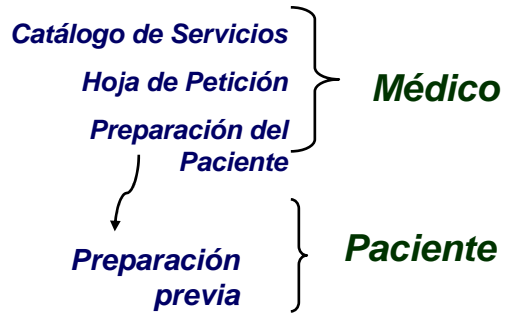 Catálogo de Servicios
Hoja de Petición
Médico
Preparación del
Paciente
Preparación
previa
Paciente